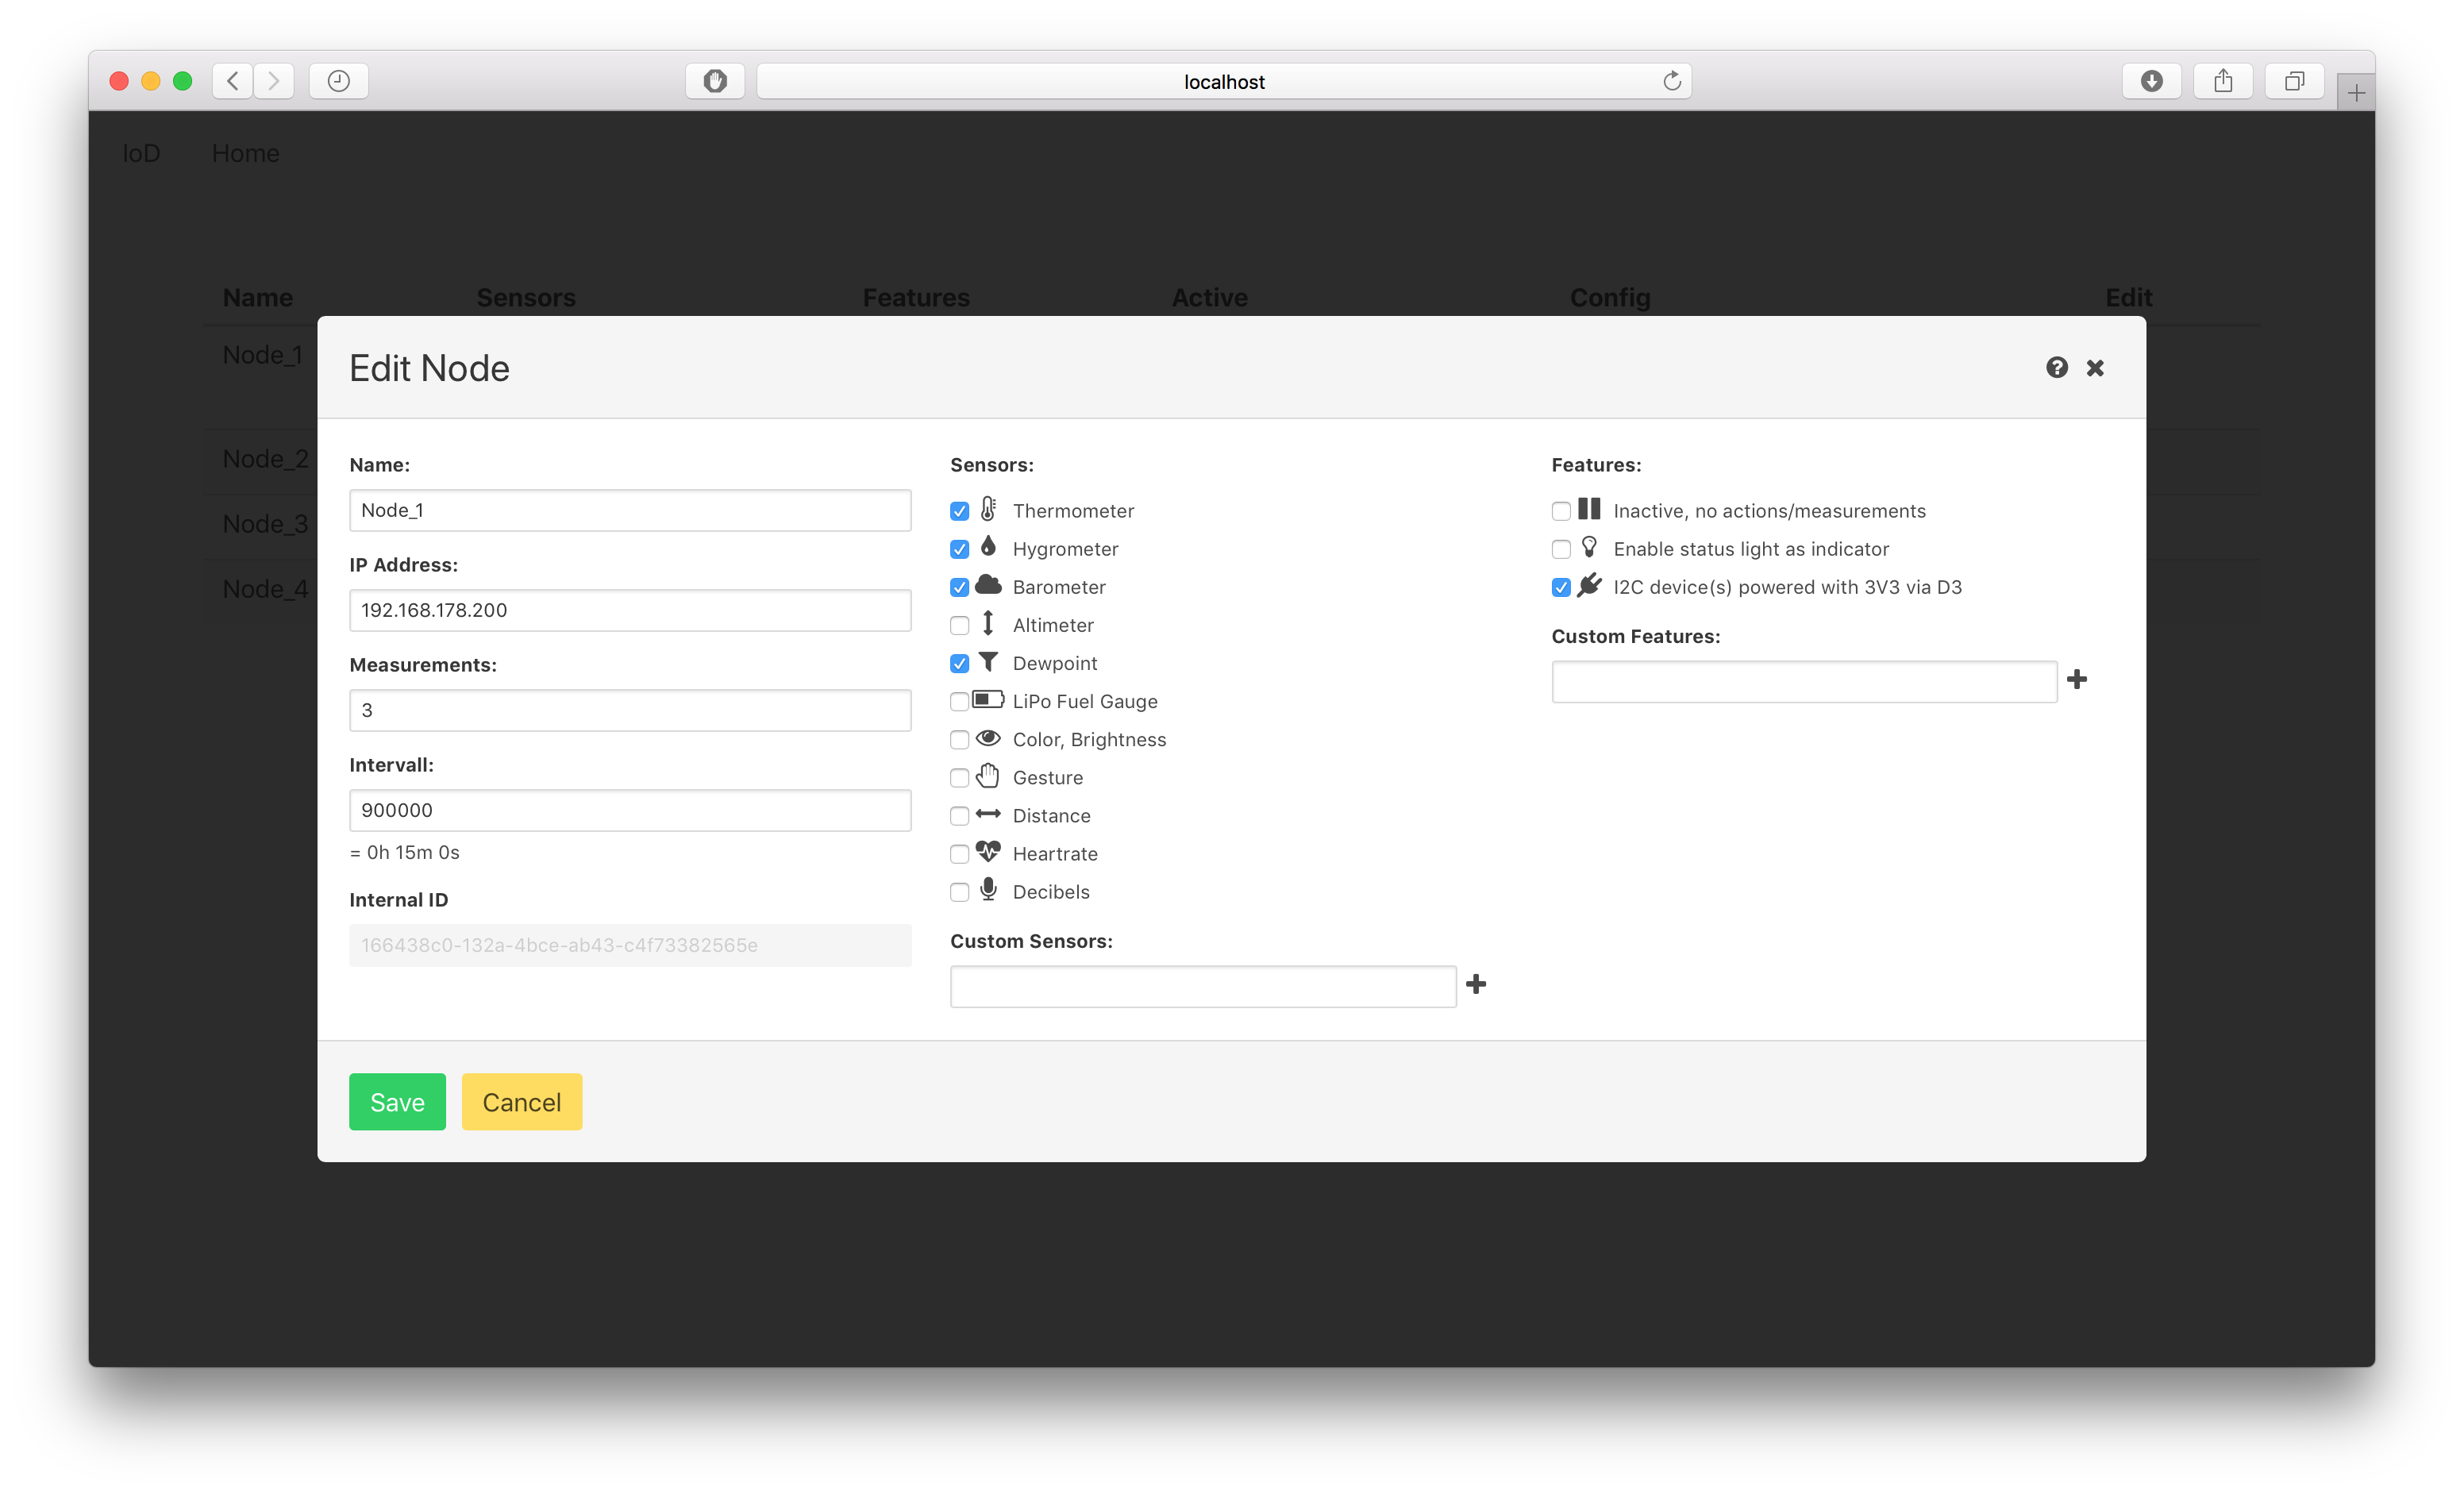 localhost
IoD Home
Name Sensors Features Active Config Edit
Node_1
Node_2
Node_3
Node_4
Edit Node
Name:
Node_1
IP Address:
192.168.178.200
Measurements:
3
Intervall:
900000
= 0h 15m 0s
Internal ID
166438c0-132a-4bce-ab43-c4f73382565e
Sensors:
Thermometer
Hygrometer
Barometer
Altimeter
Dewpoint
LiPo Fuel Gauge
Color, Brightness
Gesture
Distance
Heartrate
Decibels
Custom Sensors:
Features:
Inactive, no actions/measurements
Enable status light as indicator
I2C device(s) powered with 3V3 via D3
Custom Features:
Save Cancel